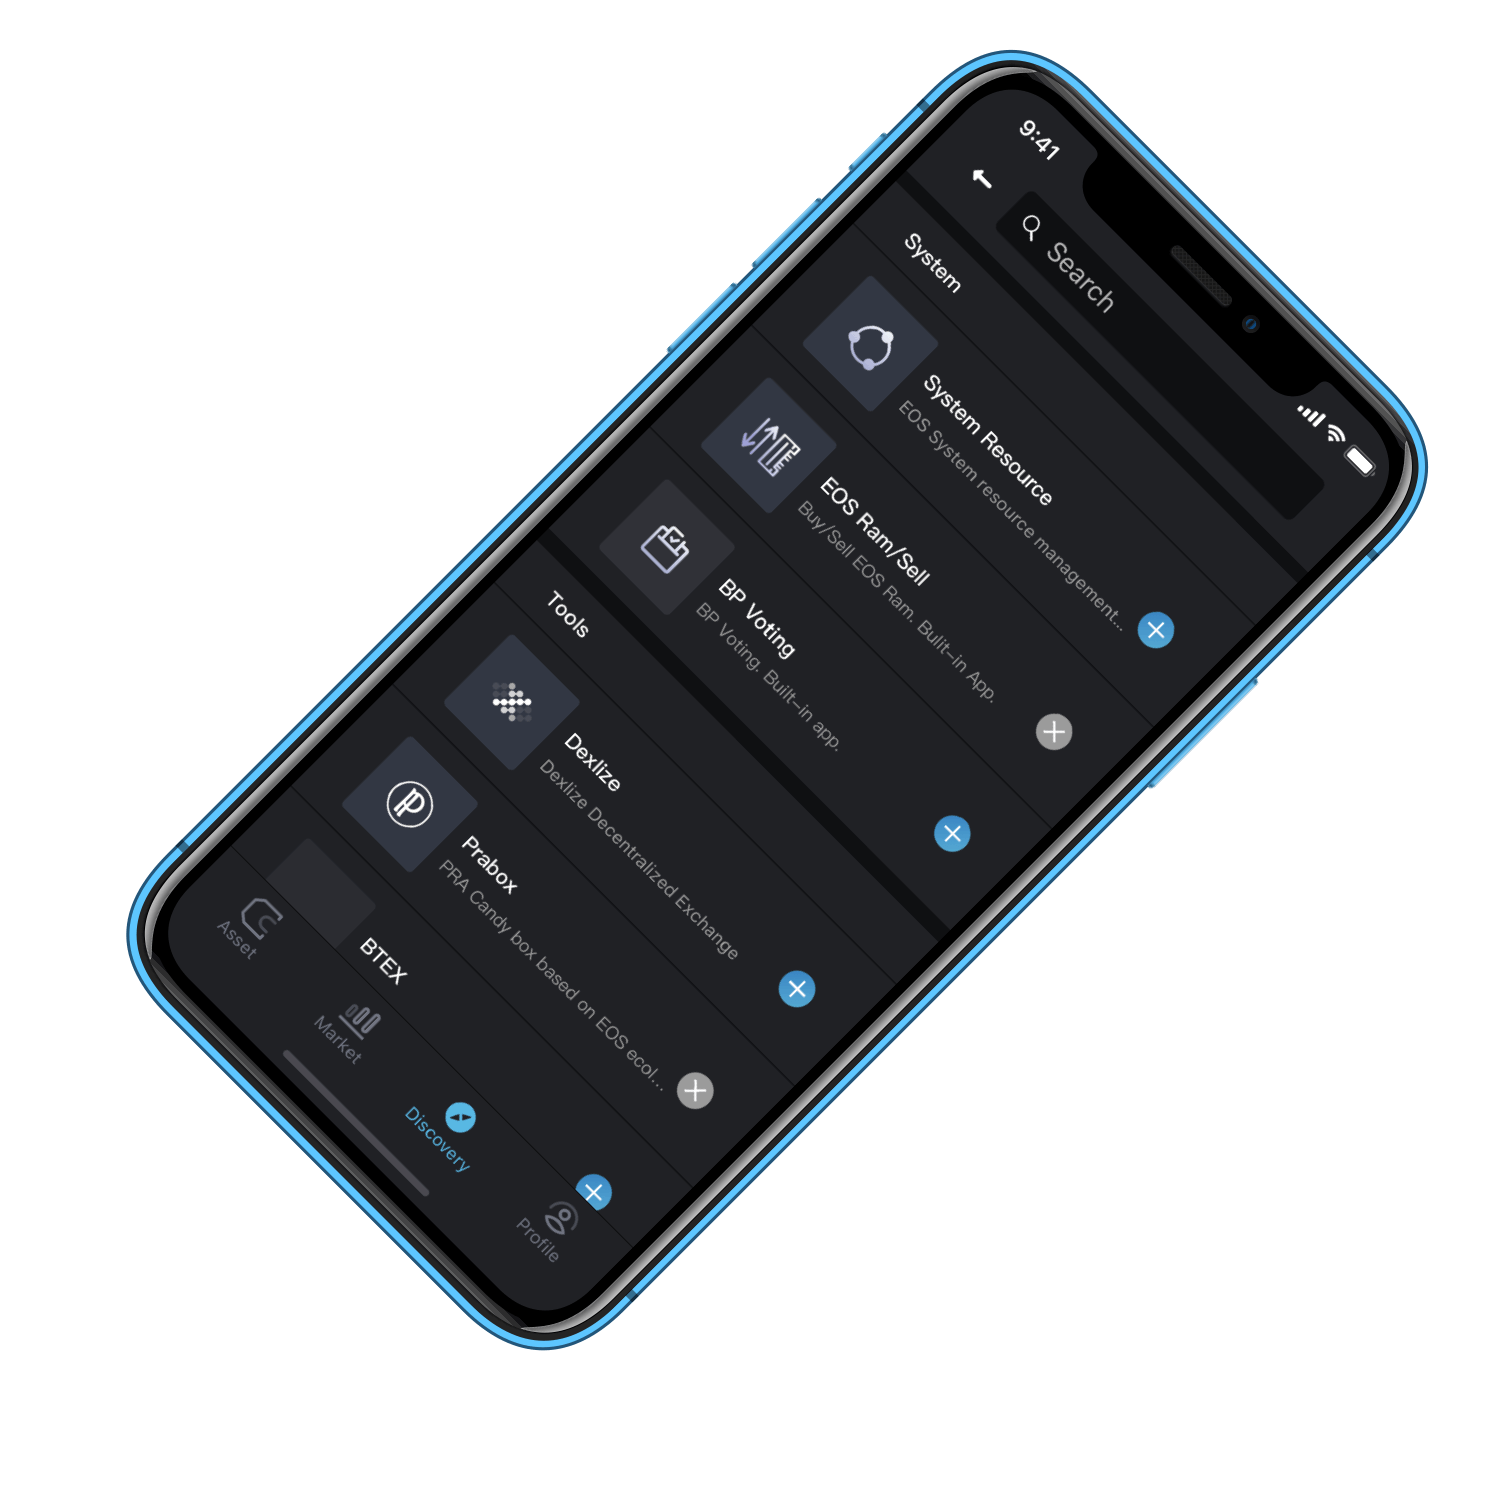 9:41
Search
System
System Resource
EOS System resource management...
EOS Ram/Sell
Buy/Sell EOS Ram. Bulit-in App.
BP Voting
BP Voting. Built-in app.
Tools
Dexlize
Dexlize Decentralized Exchange
Prabox
PRA Candy box based on EOS ecol...
BTEX
Asset
Market
Discovery
Profile